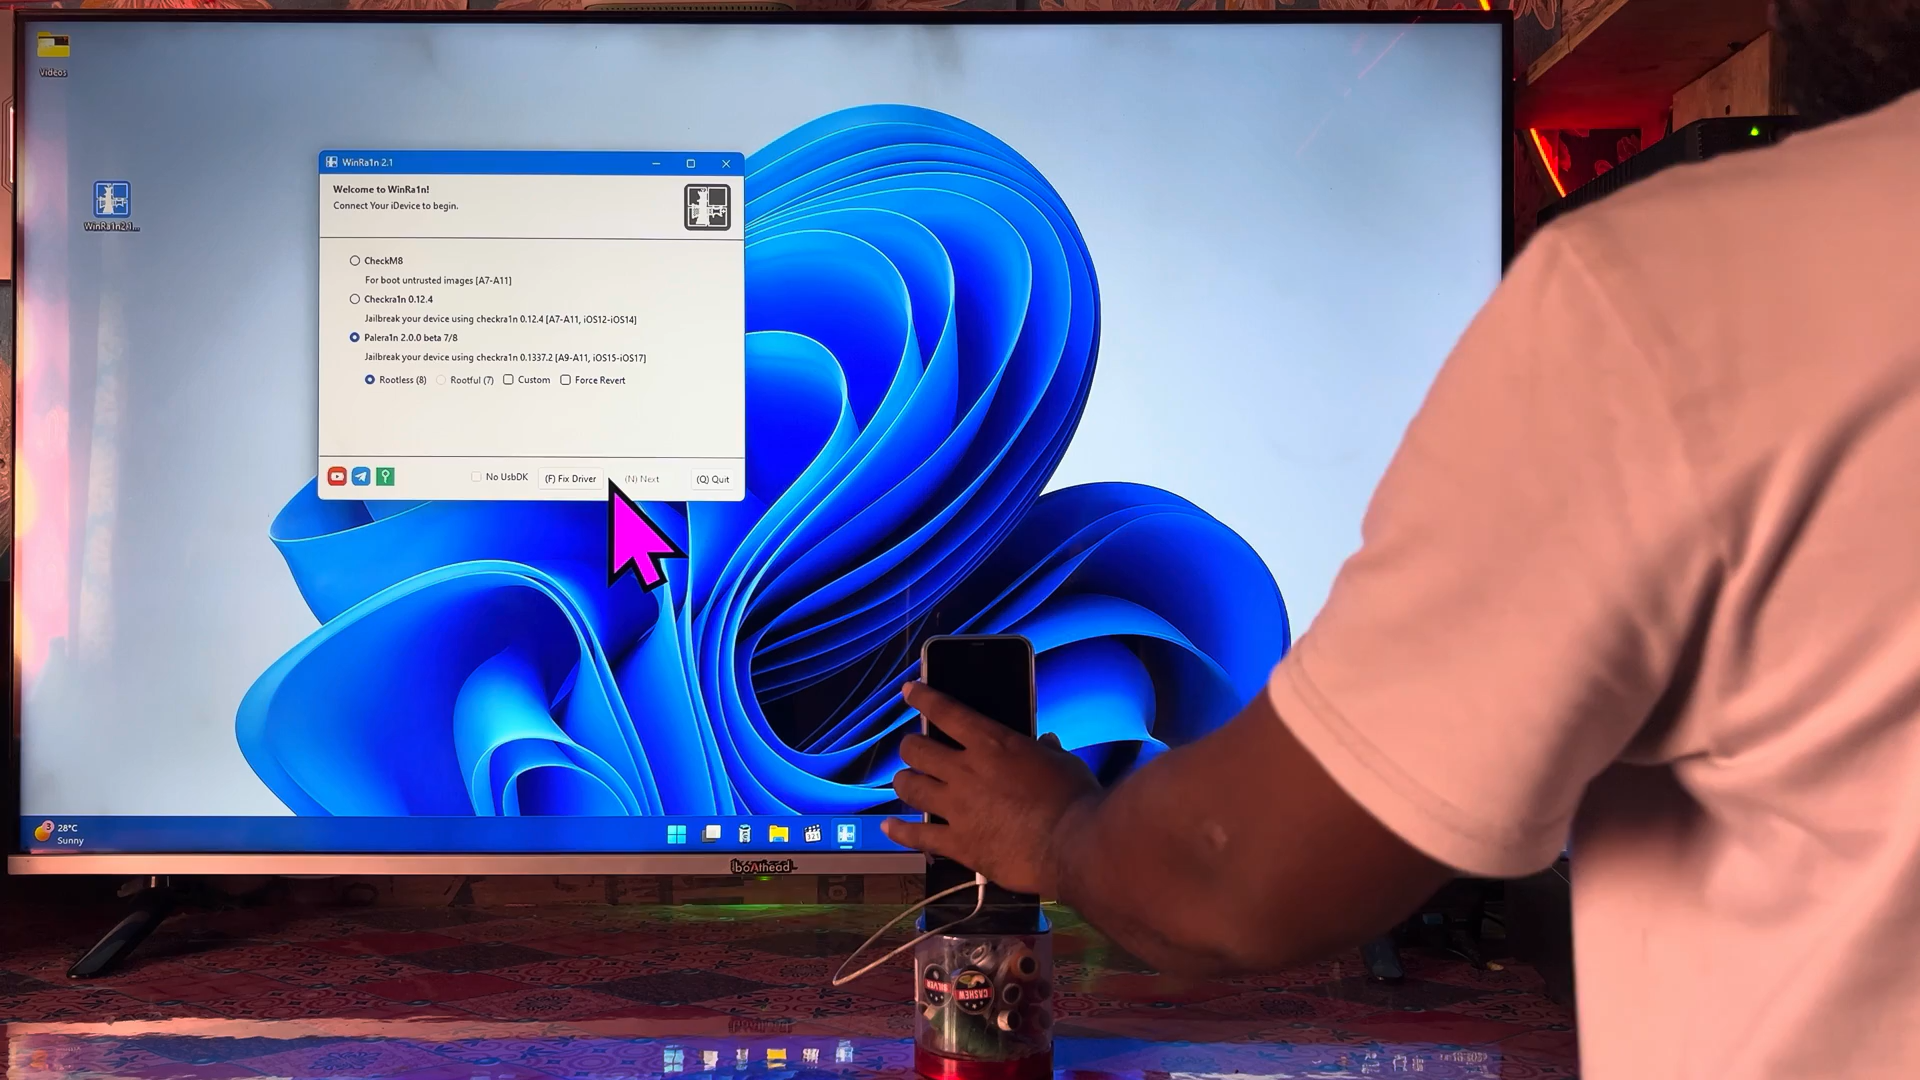 Videos
WinRa1n2.1...
WinRa1n 2.1
Welcome to WinRa1n!
Connect Your iDevice to begin.
CheckM8
For boot untrusted images [A7-A11]
Checkra1n 0.12.4
Jailbreak your device using checkra1n 0.12.4 [A7-A11, iOS12-iOS14]
Palera1n 2.0.0 beta 7/8
Jailbreak your device using checkra1n 0.1337.2 [A9-A11, iOS15-iOS17]
Rootless (8) Rootful (7) Custom Force Revert
No UsbDK (F) Fix Driver (N) Next (Q) Quit
3
28°C
Sunny
321
CASHEW